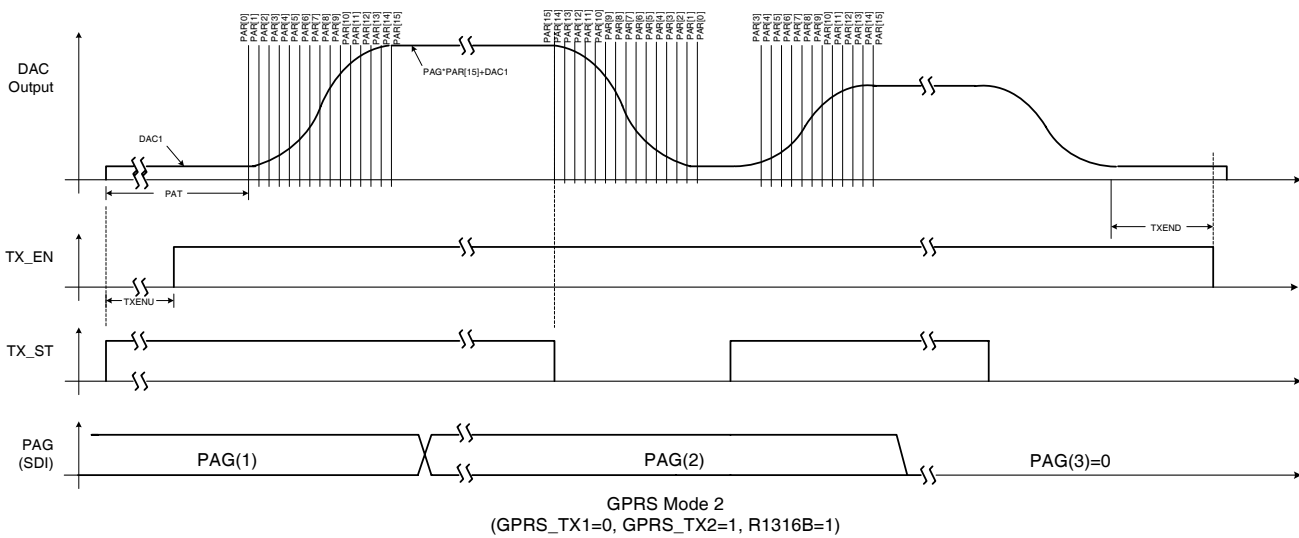 PAR[0]
PAR[1]
PAR[2]
PAR[3]
PAR[4]
PAR[5]
PAR[6]
PAR[7]
PAR[8]
PAR[9]
PAR[10]
PAR[11]
PAR[12]
PAR[13]
PAR[14]
PAR[15]
PAR[15]
PAR[14]
PAR[13]
PAR[12]
PAR[11]
PAR[10]
PAR[9]
PAR[8]
PAR[7]
PAR[6]
PAR[5]
PAR[4]
PAR[3]
PAR[2]
PAR[1]
PAR[0]
PAR[3]
PAR[4]
PAR[5]
PAR[6]
PAR[7]
PAR[8]
PAR[9]
PAR[10]
PAR[11]
PAR[12]
PAR[13]
PAR[14]
PAR[15]
DAC
Output
PAG*PAR[15]+DAC1
DAC1
PAT
TXEND
TX_EN
TXENU
TX_ST
PAG
(SDI)
PAG(1)
PAG(2)
PAG(3)=0
GPRS Mode 2
(GPRS_TX1=0, GPRS_TX2=1, R1316B=1)